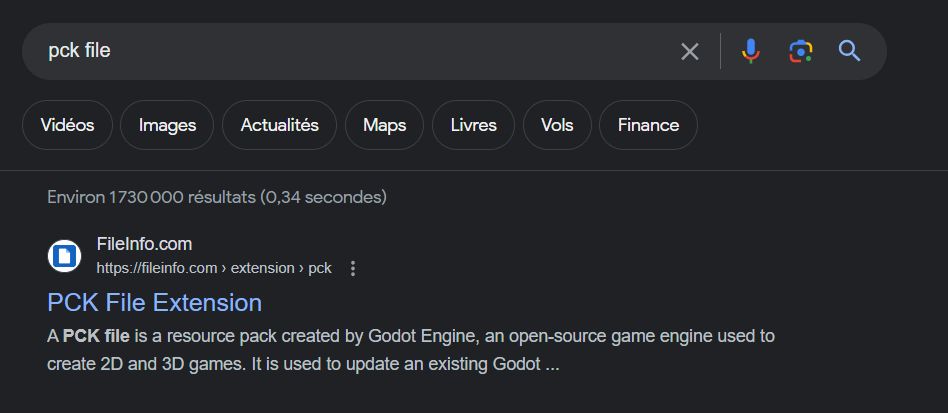 pck file
Vidéos Images Actualités Maps Livres Vols Finance
Environ 1 730 000 résultats (0,34 secondes)
FileInfo.com
https://fileinfo.com › extension › pck
PCK File Extension
A PCK file is a resource pack created by Godot Engine, an open-source game engine used to
create 2D and 3D games. It is used to update an existing Godot ...